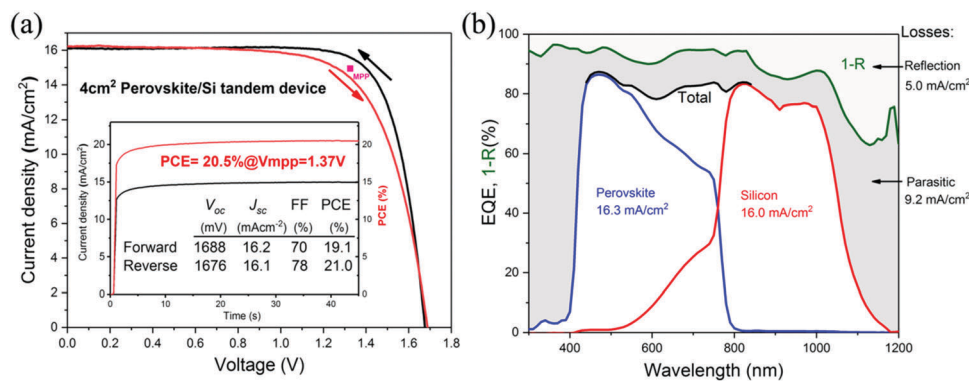 (a)
Current density (mA/cm²)
18
16
14
12
10
8
6
4
2
0
0.0 0.2 0.4 0.6 0.8 1.0 1.2 1.4 1.6 1.8
Voltage (V)
MPP
4cm² Perovskite/Si tandem device
Current density (mA/cm²)
25
20
15
10
5
0
PCE= 20.5%@Vmpp=1.37V
Voc Jsc FF PCE
(mV) (mAcm⁻²) (%) (%)
Forward 1688 16.2 70 19.1
Reverse 1676 16.1 78 21.0
10 20 30 40
Time (s)
20
15
10
5
0
PCE (%)
(b)
EQE, 1-R(%)
100
80
60
40
20
0
400 600 800 1000 1200
Wavelength (nm)
1-R
Total
Perovskite
16.3 mA/cm²
Silicon
16.0 mA/cm²
Losses:
Reflection
5.0 mA/cm²
Parasitic
9.2 mA/cm²